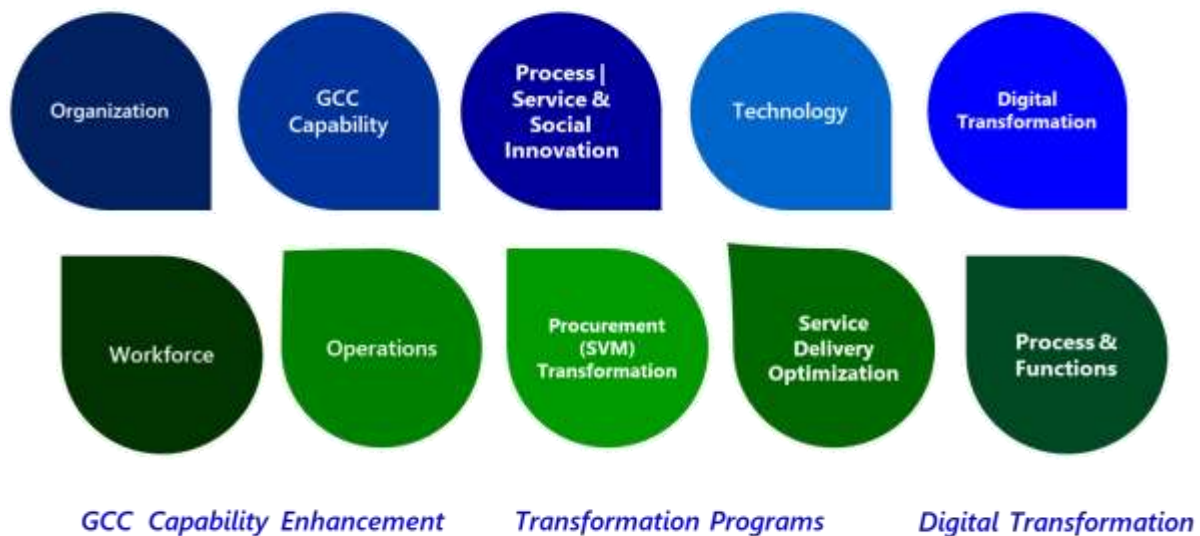 Organization
GCC
Capability
Process |
Service &
Social
Innovation
Technology
Digital
Transformation
Workforce
Operations
Procurement
(SVM)
Transformation
Service
Delivery
Optimization
Process &
Functions
GCC Capability Enhancement
Transformation Programs
Digital Transformation